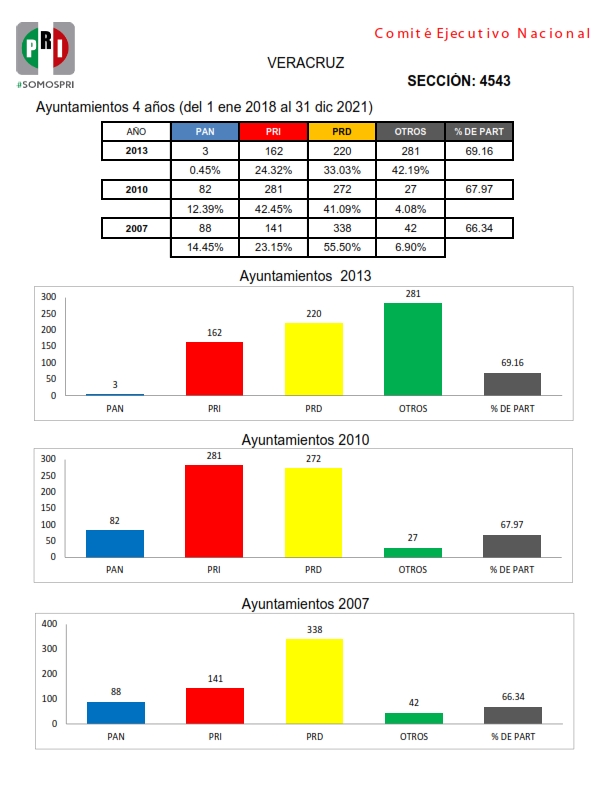 PRI
Comité Ejecutivo Nacional
#SOMOSPRI
VERACRUZ
SECCIÓN: 4543
Ayuntamientos 4 años (del 1 ene 2018 al 31 dic 2021)
AÑO PAN PRI PRD OTROS % DE PART
2013 3 162 220 281 69.16
0.45% 24.32% 33.03% 42.19%
2010 82 281 272 27 67.97
12.39% 42.45% 41.09% 4.08%
2007 88 141 338 42 66.34
14.45% 23.15% 55.50% 6.90%
Ayuntamientos 2013
300
250
200
150
100
50
0
3 162 220 281 69.16
PAN PRI PRD OTROS % DE PART
Ayuntamientos 2010
300
250
200
150
100
50
0
82 281 272 27 67.97
PAN PRI PRD OTROS % DE PART
Ayuntamientos 2007
400
300
200
100
0
88 141 338 42 66.34
PAN PRI PRD OTROS % DE PART